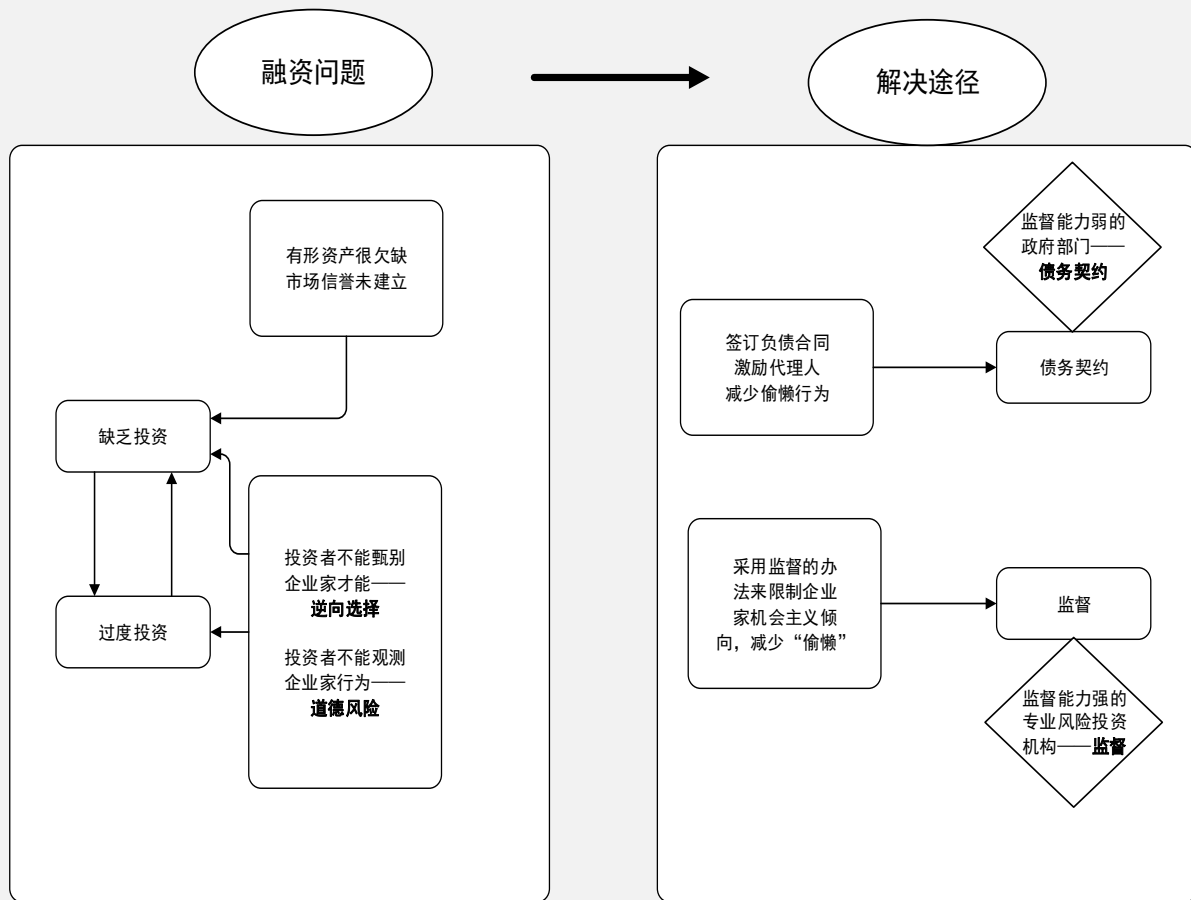 融资问题
解决途径
有形资产很欠缺
市场信誉未建立
缺乏投资
过度投资
投资者不能甄别
企业家才能——
逆向选择
投资者不能观测
企业家行为——
道德风险
监督能力弱的
政府部门——
债务契约
签订负债合同
激励代理人
减少偷懒行为
债务契约
采用监督的办
法来限制企业
家机会主义倾
向，减少“偷懒”
监督
监督能力强的
专业风险投资
机构——监督